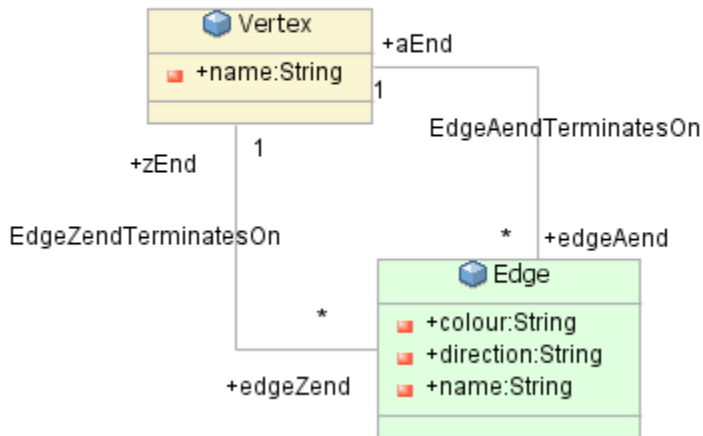 Vertex
+name:String
+aEnd
1
EdgeAendTerminatesOn
1
+zEnd
EdgeZendTerminatesOn
*
+edgeAend
Edge
+colour:String
+direction:String
+name:String
*
+edgeZend